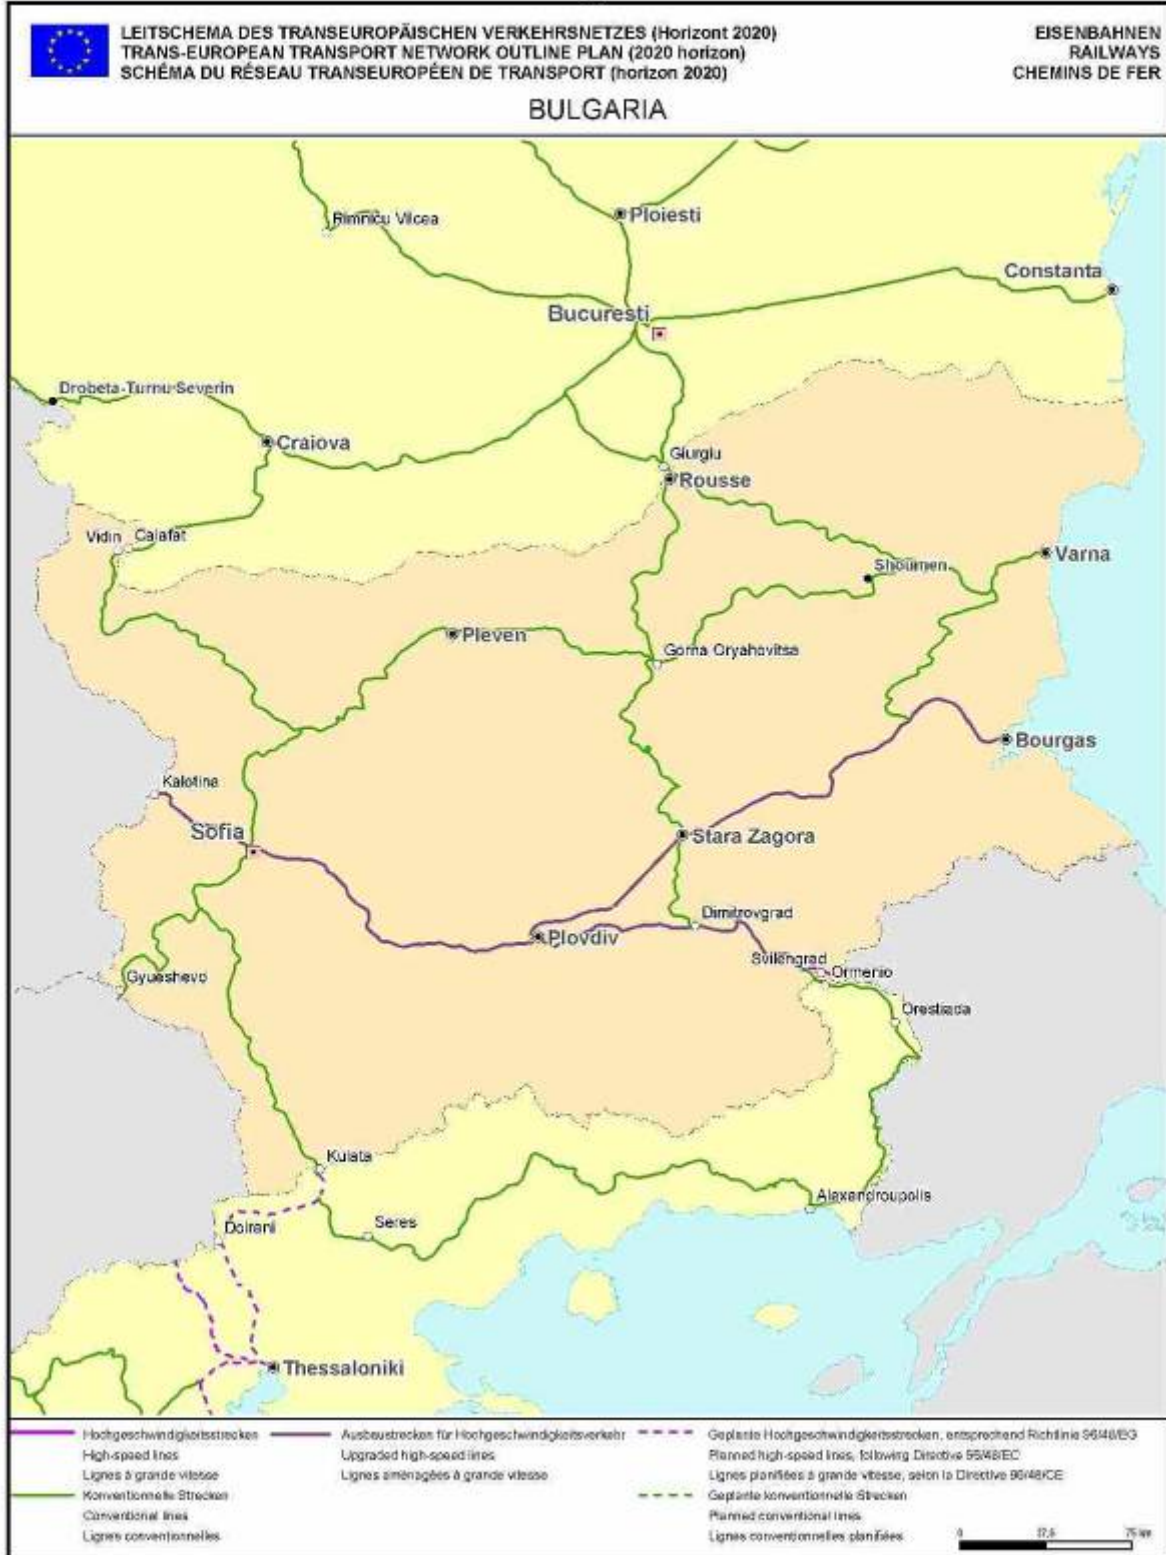 LEITSCHEMA DES TRANSEUROPÄISCHEN VERKEHRSNETZES (Horizont 2020)
TRANS-EUROPEAN TRANSPORT NETWORK OUTLINE PLAN (2020 horizon)
SCHÉMA DU RÉSEAU TRANSEUROPÉEN DE TRANSPORT (horizon 2020)
EISENBAHNEN
RAILWAYS
CHEMINS DE FER
BULGARIA
Rimnicu Vilcea
Ploiesti
Constanta
Bucuresti
Drobeta-Turnu-Severin
Craiova
Giurgiu
Rousse
Vidin
Calafat
Varna
Shoumen
Pleven
Gorna Oryahovitsa
Bourgas
Kalotina
Sofia
Stara Zagora
Dimitrovgrad
Plovdiv
Svilengrad
Ormenio
Gyueshevo
Orestiada
Kulata
Alexandroupolis
Doirani
Seres
Thessaloniki
Hochgeschwindigkeitsstrecken
High-speed lines
Lignes à grande vitesse
Konventionelle Strecken
Conventional lines
Lignes conventionnelles
Ausbaustrecken für Hochgeschwindigkeitsverkehr
Upgraded high-speed lines
Lignes aménagées à grande vitesse
Geplante Hochgeschwindigkeitsstrecken, entsprechend Richtlinie 96/48/EG
Planned high-speed lines, following Directive 96/48/EC
Lignes planifiées à grande vitesse, selon la Directive 96/48/CE
Geplante konventionelle Strecken
Planned conventional lines
Lignes conventionnelles planifiées
0 37,5 75 km